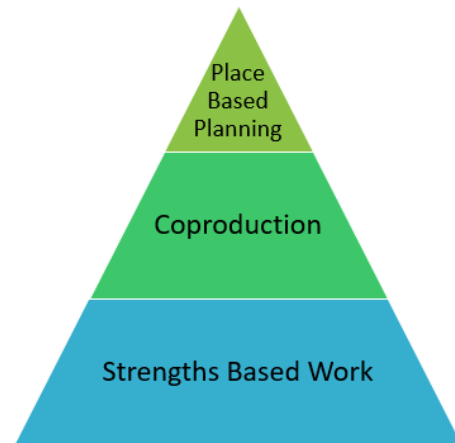 Place
Based
Planning
Coproduction
Strengths Based Work